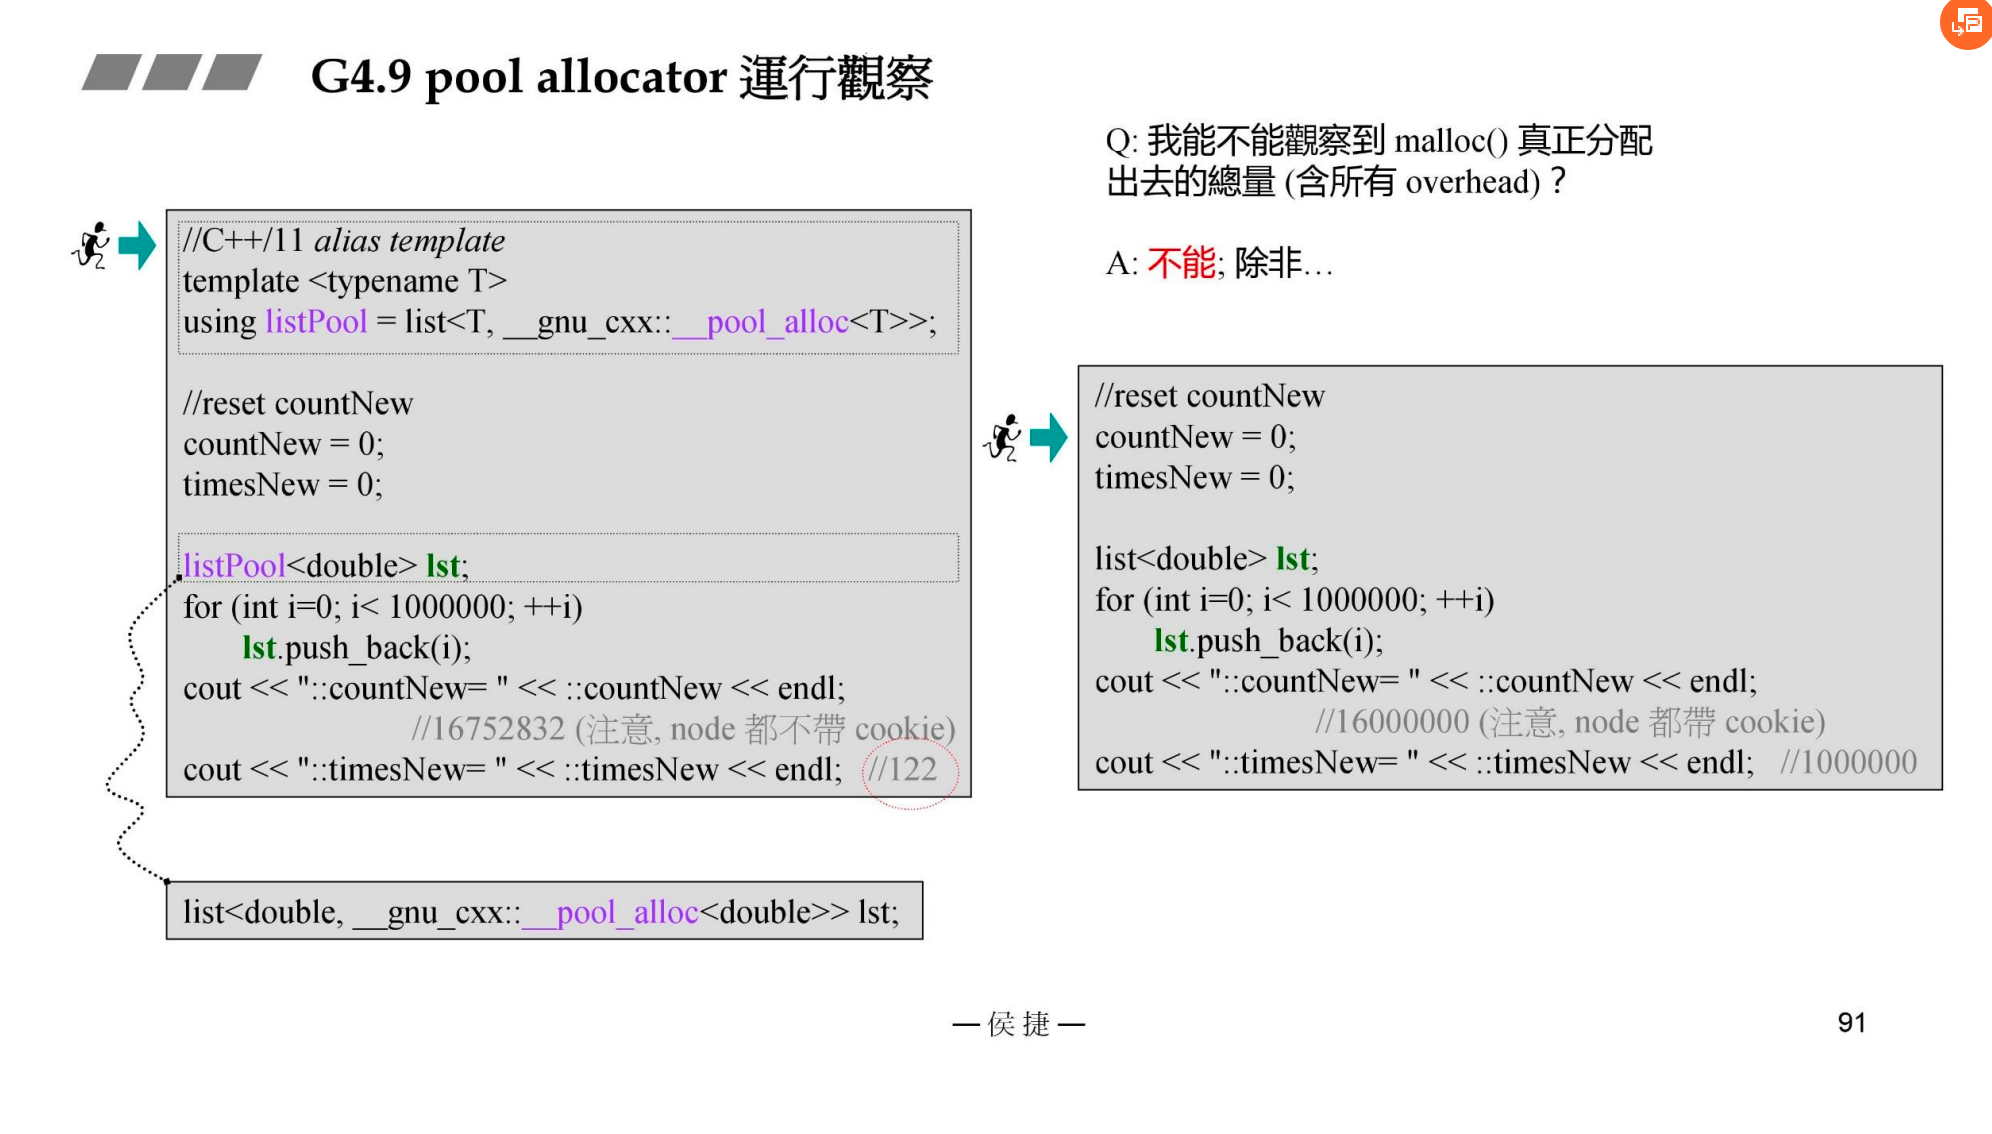 G4.9 pool allocator 運行觀察
Q: 我能不能觀察到 malloc() 真正分配
出去的總量 (含所有 overhead)？
A: 不能; 除非…
//C++/11 alias template
template <typename T>
using listPool = list<T, __gnu_cxx::__pool_alloc<T>>;
//reset countNew
countNew = 0;
timesNew = 0;
listPool<double> lst;
for (int i=0; i< 1000000; ++i)
lst.push_back(i);
cout << "::countNew= " << ::countNew << endl;
//16752832 (注意, node 都不帶 cookie)
cout << "::timesNew= " << ::timesNew << endl; //122
list<double, __gnu_cxx::__pool_alloc<double>> lst;
//reset countNew
countNew = 0;
timesNew = 0;
list<double> lst;
for (int i=0; i< 1000000; ++i)
lst.push_back(i);
cout << "::countNew= " << ::countNew << endl;
//16000000 (注意, node 都帶 cookie)
cout << "::timesNew= " << ::timesNew << endl; //1000000
— 侯 捷 —
91